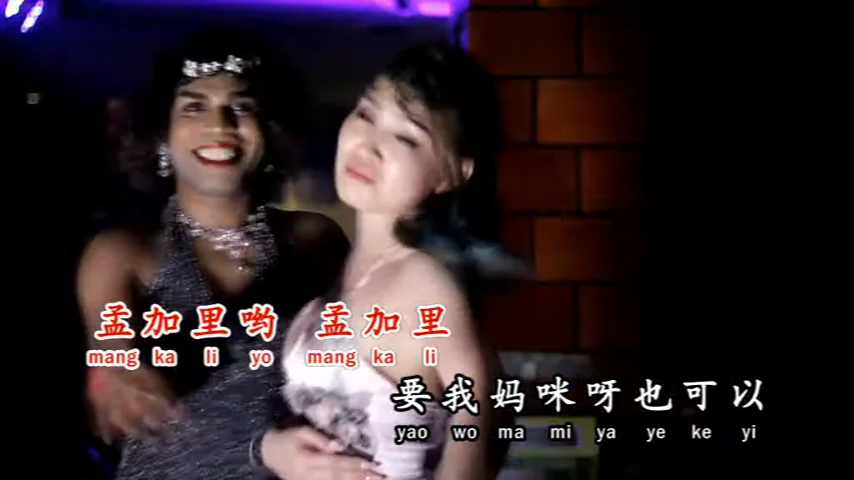 孟加里哟 孟加里
mang ka li yo mang ka li
要我妈咪呀也可以
yao wo ma mi ya ye ke yi